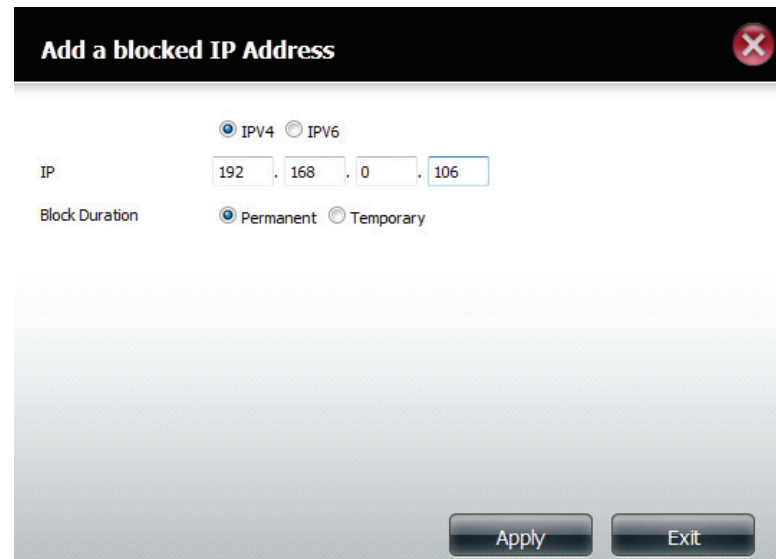 Add a blocked IP Address
IPV4 IPV6
IP 192 . 168 . 0 . 106
Block Duration Permanent Temporary
Apply Exit